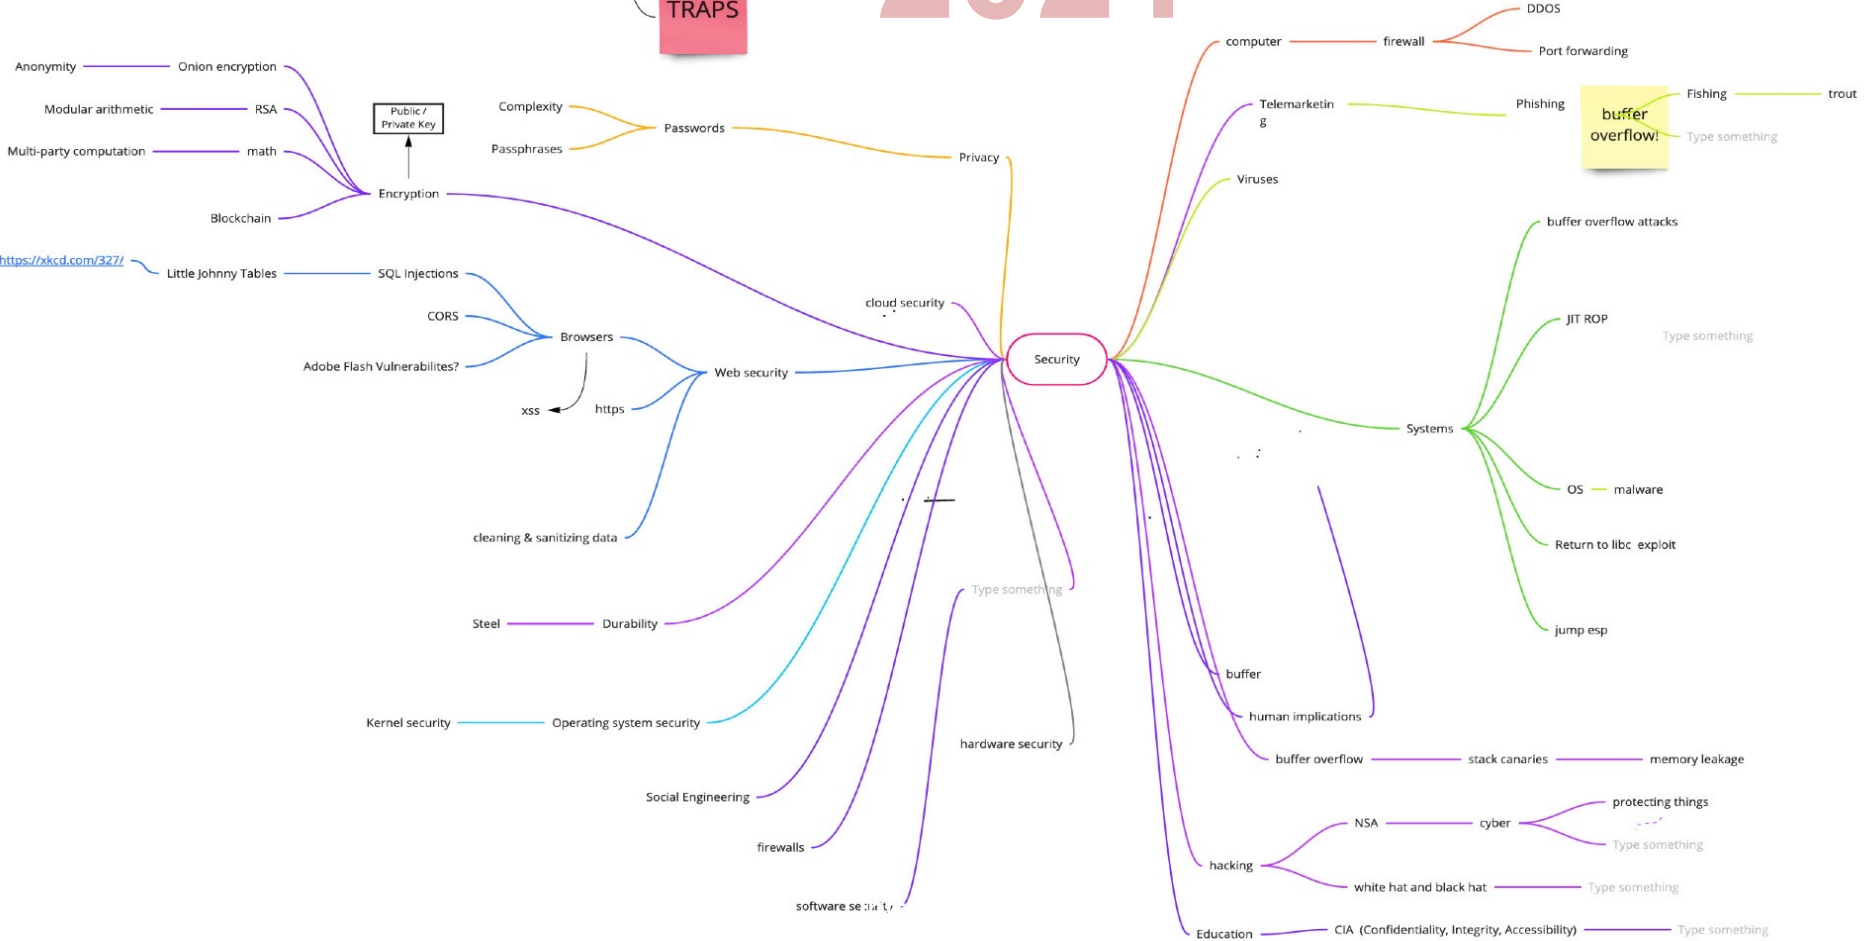 TRAPS
2021
DDOS
computer
firewall
Port forwarding
Anonymity
Onion encryption
Modular arithmetic
RSA
Public /
Private Key
Multi-party computation
math
Encryption
Blockchain
Complexity
Passwords
Passphrases
Privacy
Telemarketin
g
Phishing
buffer
overflow!
Fishing
trout
Type something
Viruses
https://xkcd.com/327/
Little Johnny Tables
SQL Injections
CORS
Browsers
Adobe Flash Vulnerabilites?
xss
https
Web security
cleaning & sanitizing data
cloud security
Security
buffer overflow attacks
JIT ROP
Type something
Systems
OS
malware
Return to libc exploit
jump esp
Steel
Durability
Type something
Kernel security
Operating system security
hardware security
Social Engineering
firewalls
software security
buffer
human implications
buffer overflow
stack canaries
memory leakage
protecting things
NSA
cyber
Type something
hacking
white hat and black hat
Type something
Education
CIA (Confidentiality, Integrity, Accessibility)
Type something